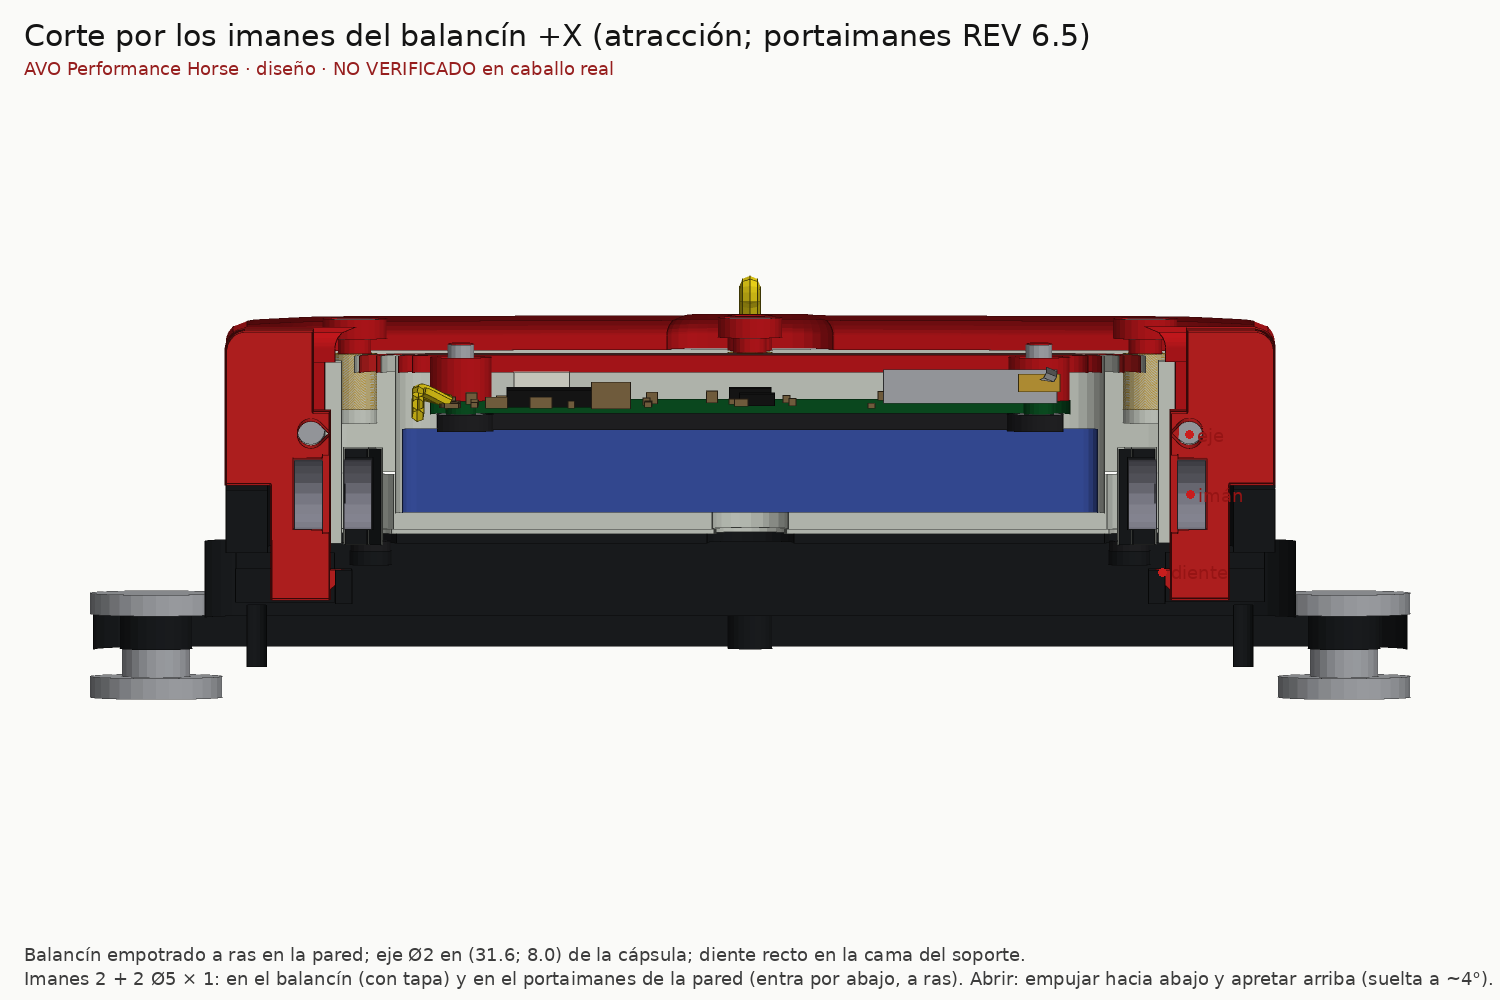 Corte por los imanes del balancín +X (atracción; portaimanes REV 6.5)
AVO Performance Horse · diseño · NO VERIFICADO en caballo real
eje
iman
diente
Balancín empotrado a ras en la pared; eje Ø2 en (31.6; 8.0) de la cápsula; diente recto en la cama del soporte.
Imanes 2 + 2 Ø5 × 1: en el balancín (con tapa) y en el portaimanes de la pared (entra por abajo, a ras). Abrir: empujar hacia abajo y apretar arriba (suelta a ~4°).